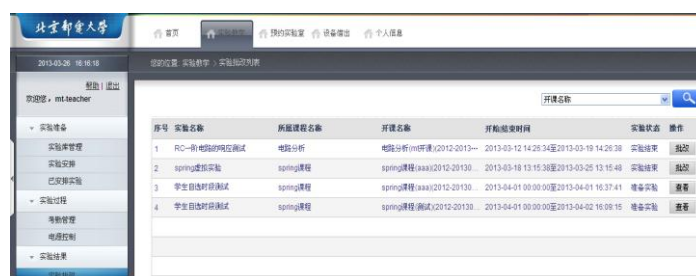 北京邮电大学
首页 实验教学 预约实验室 设备借出 个人信息
2013-03-26 16:16:18
您的位置: 实验教学 > 实验批改列表
帮助 | 退出
欢迎您，mt-teacher
开课名称
实验准备
实验库管理
实验安排
已安排实验
实验过程
考勤管理
电源控制
实验结果
序号 实验名称 所属课程名称 开课名称 开始|结束时间 实验状态 操作
1 RC一阶电路的响应测试 电路分析 电路分析(mt开课)(2012-2013··· 2013-03-12 14:26:34至2013-03-19 14:26:38 实验结束 批改
2 spring虚拟实验 spring课程 spring课程(aaa)(2012-20130... 2013-03-18 13:15:38至2013-03-25 13:15:48 实验结束 批改
3 学生自选时段测试 spring课程 spring课程(aaa)(2012-20130... 2013-04-01 00:00:00至2013-04-01 16:37:41 准备实验 查看
4 学生自选时段测试 spring课程 spring课程(测试)(2012-20130... 2013-04-01 00:00:00至2013-04-02 16:09:15 准备实验 查看